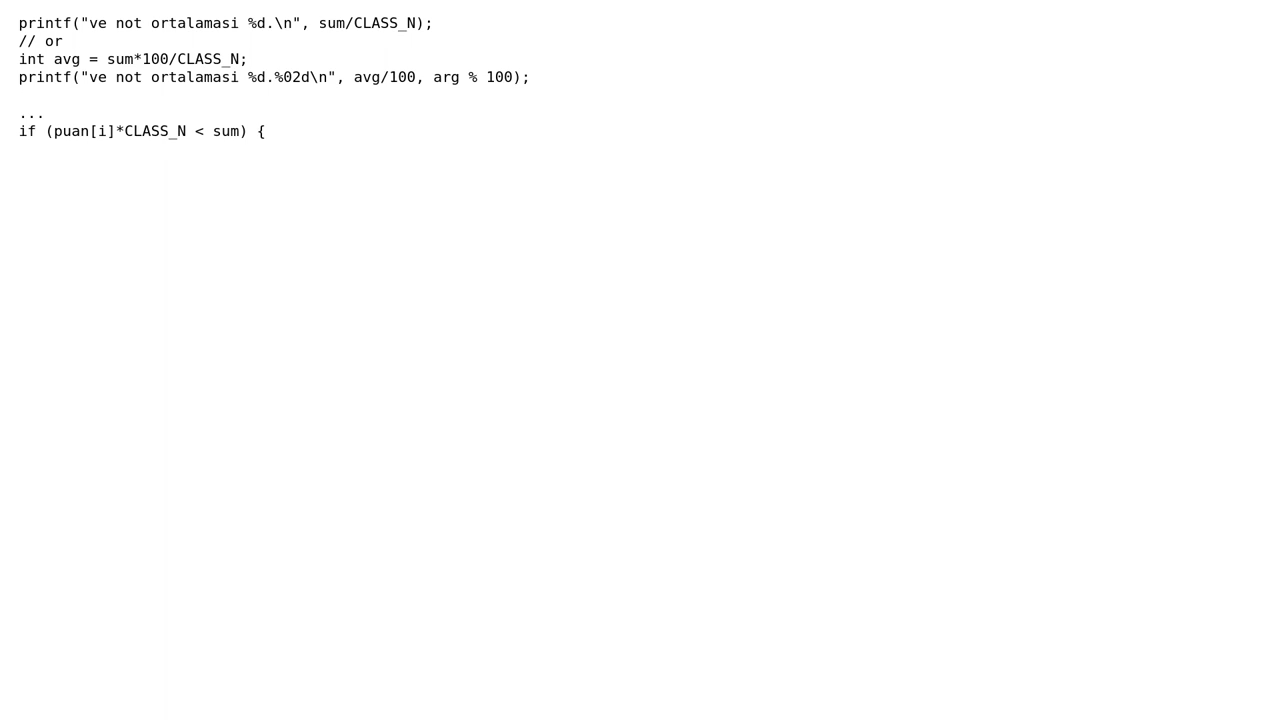 printf("ve not ortalamasi %d.\n", sum/CLASS_N);
// or
int avg = sum*100/CLASS_N;
printf("ve not ortalamasi %d.%02d\n", avg/100, arg % 100);
...
if (puan[i]*CLASS_N < sum) {